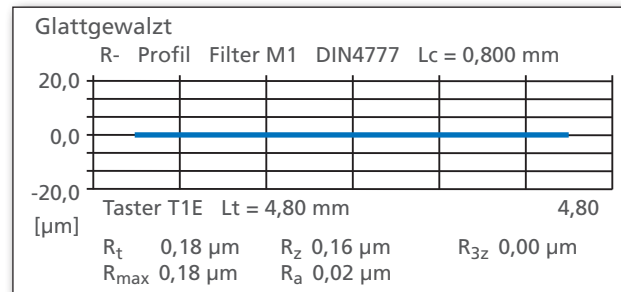 Glattgewalzt
R- Profil Filter M1 DIN4777 Lc = 0,800 mm
20,0
0,0
-20,0
[µm]
Taster T1E Lt = 4,80 mm 4,80
Rt 0,18 µm Rz 0,16 µm R3z 0,00 µm
Rmax 0,18 µm Ra 0,02 µm